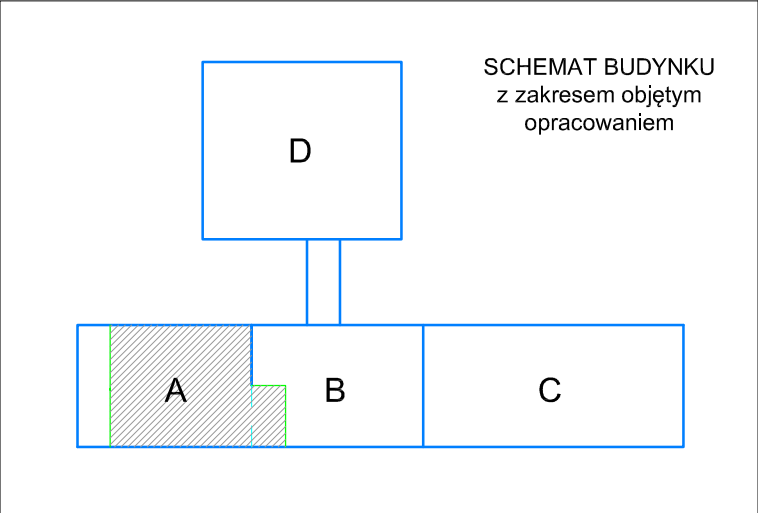 SCHEMAT BUDYNKU
z zakresem objętym
opracowaniem
D
A
B
C